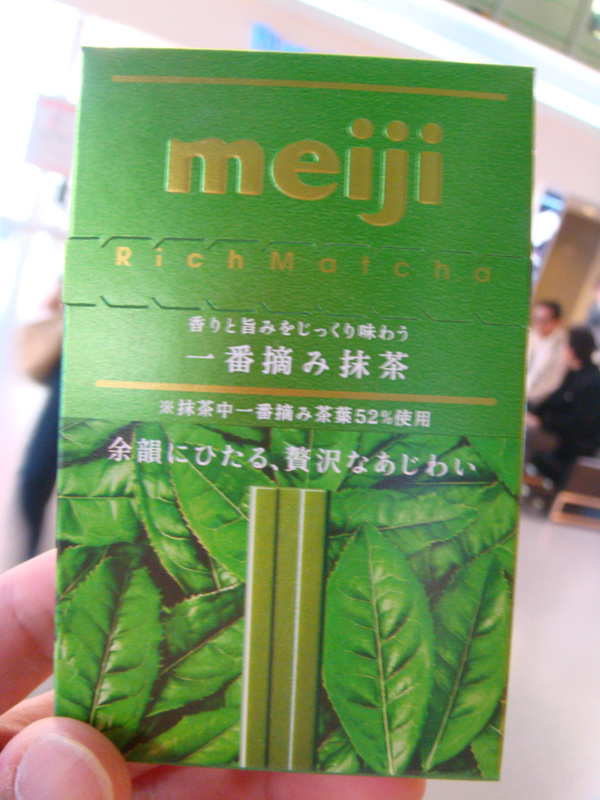 meiji
RichMatcha
香りと旨みをじっくり味わう
一番摘み抹茶
※抹茶中一番摘み茶葉52%使用
余韻にひたる、贅沢なあじわい